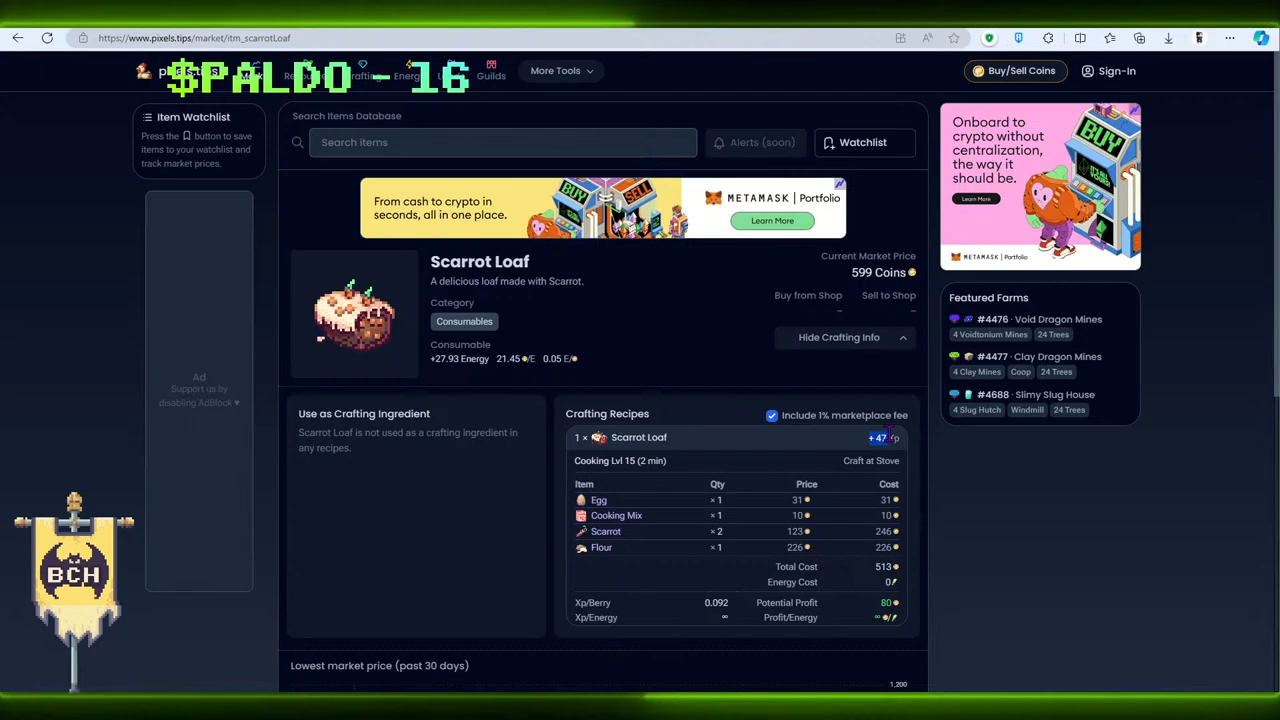 https://www.pixels.tips/market/itm_scarrotLoaf
$PALDO - 16
Guilds
More Tools
Buy/Sell Coins
Sign-In
Item Watchlist
Press the button to save
items to your watchlist and
track market prices.
Ad
Support us by
disabling AdBlock ♥
Search Items Database
Search items
Alerts (soon)
Watchlist
From cash to crypto in
seconds, all in one place.
BUY
SELL
METAMASK | Portfolio
Learn More
Scarrot Loaf
A delicious loaf made with Scarrot.
Category
Consumables
Consumable
+27.93 Energy 21.45 /E 0.05 E/
Current Market Price
599 Coins
Buy from Shop Sell to Shop
– –
Hide Crafting Info
Use as Crafting Ingredient
Scarrot Loaf is not used as a crafting ingredient in
any recipes.
Crafting Recipes
Include 1% marketplace fee
1 × Scarrot Loaf
+ 47
Cooking Lvl 15 (2 min) Craft at Stove
Item Qty Price Cost
Egg × 1 31 31
Cooking Mix × 1 10 10
Scarrot × 2 123 246
Flour × 1 226 226
Total Cost 513
Energy Cost 0
Xp/Berry 0.092 Potential Profit 80
Xp/Energy ∞ Profit/Energy ∞ /
Lowest market price (past 30 days)
1,200
Onboard to
crypto without
centralization,
the way it
should be.
Learn More
BUY
METAMASK | Portfolio
Featured Farms
#4476 · Void Dragon Mines
4 Voidtonium Mines 24 Trees
#4477 · Clay Dragon Mines
4 Clay Mines Coop 24 Trees
#4688 · Slimy Slug House
4 Slug Hutch Windmill 24 Trees
BCH